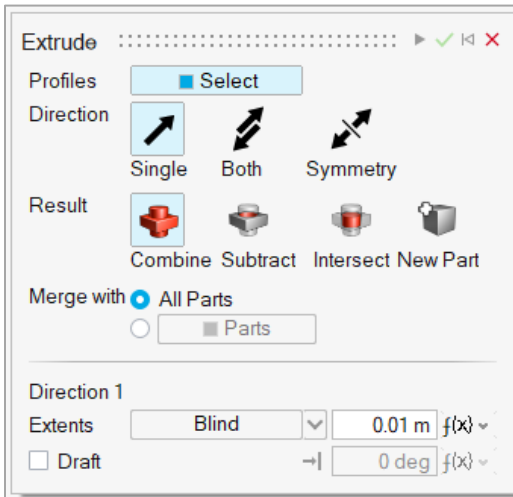 Extrude
Profiles Select
Direction
Single Both Symmetry
Result
Combine Subtract Intersect New Part
Merge with All Parts
Parts
Direction 1
Extents Blind 0.01 m f(x)
Draft 0 deg f(x)